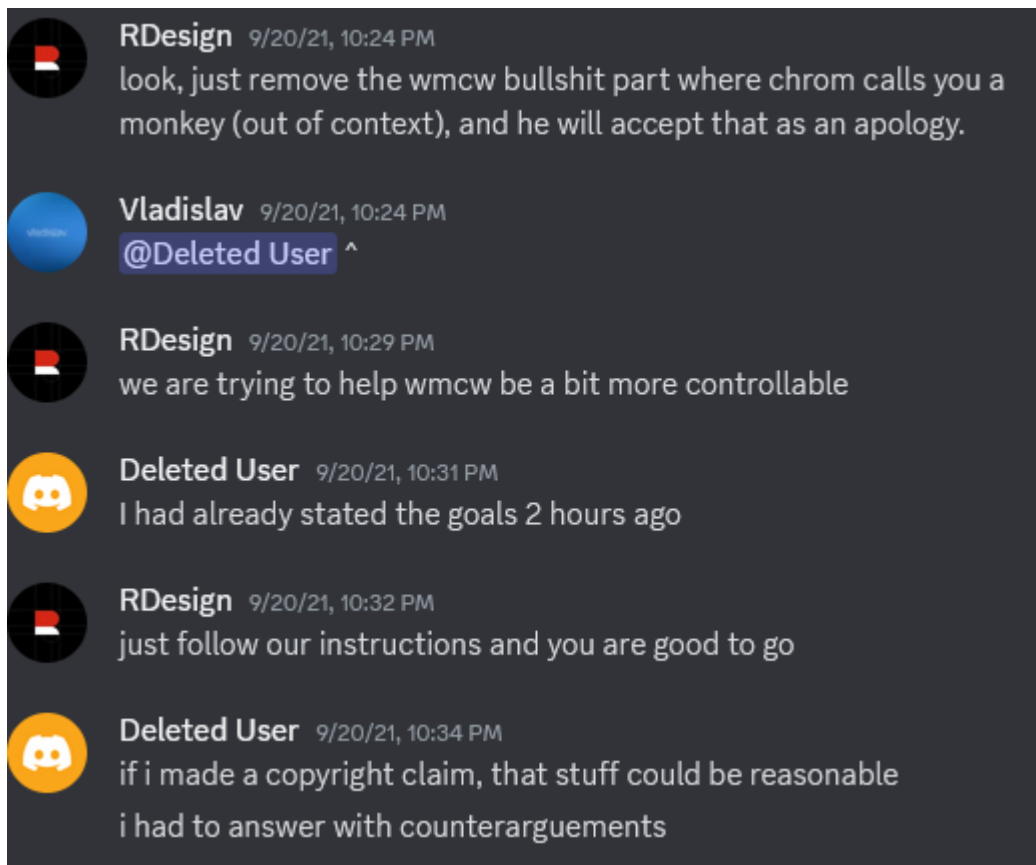 RDesign 9/20/21, 10:24 PM
look, just remove the wmcw bullshit part where chrom calls you a
monkey (out of context), and he will accept that as an apology.
Vladislav 9/20/21, 10:24 PM
@Deleted User ^
RDesign 9/20/21, 10:29 PM
we are trying to help wmcw be a bit more controllable
Deleted User 9/20/21, 10:31 PM
I had already stated the goals 2 hours ago
RDesign 9/20/21, 10:32 PM
just follow our instructions and you are good to go
Deleted User 9/20/21, 10:34 PM
if i made a copyright claim, that stuff could be reasonable
i had to answer with counterarguements